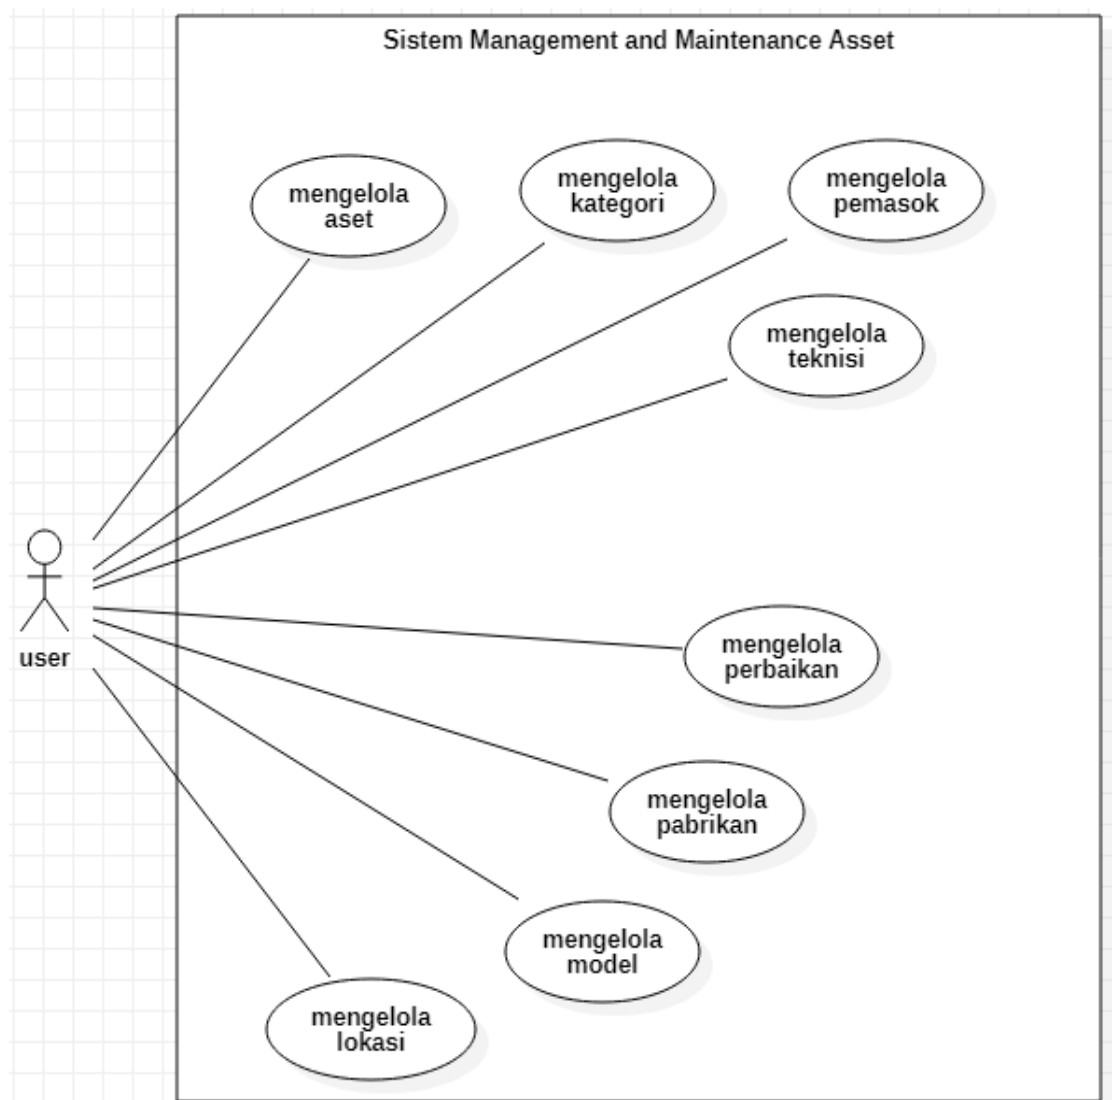 Sistem Management and Maintenance Asset
mengelola
aset
mengelola
kategori
mengelola
pemasok
mengelola
teknisi
user
mengelola
perbaikan
mengelola
pabrikan
mengelola
model
mengelola
lokasi